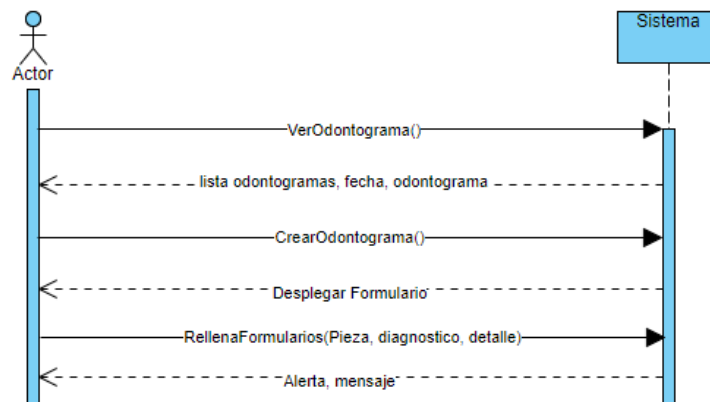 Sistema
Actor
VerOdontograma()
lista odontogramas, fecha, odontograma
CrearOdontograma()
Desplegar Formulario
RellenaFormularios(Pieza, diagnostico, detalle)
Alerta, mensaje